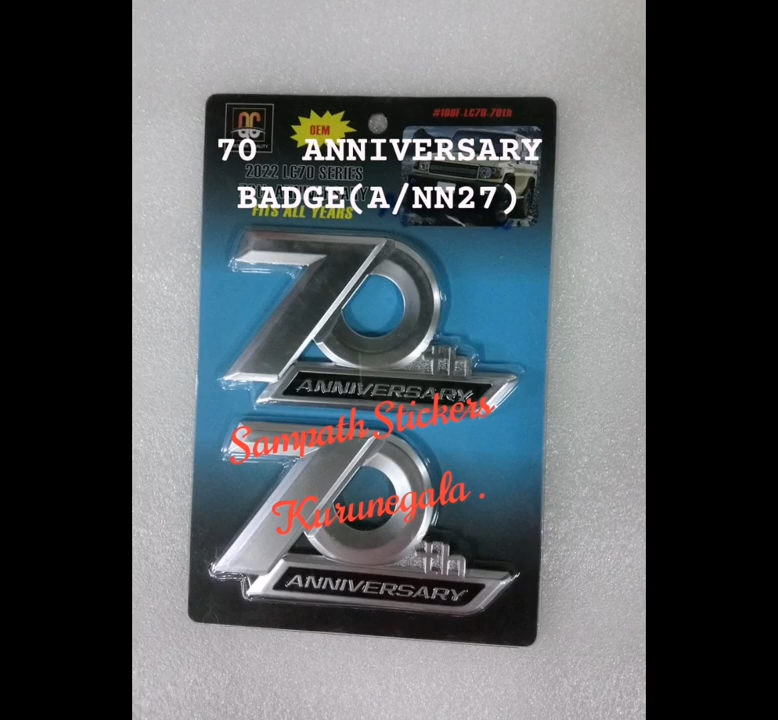 OEM
#100F-LC70-70th
70 ANNIVERSARY
2022 LC70 SERIES
BADGE(A/NN27)
FITS ALL YEARS
70th
ANNIVERSARY
Sampath Stickers
70th
Kurunegala .
ANNIVERSARY